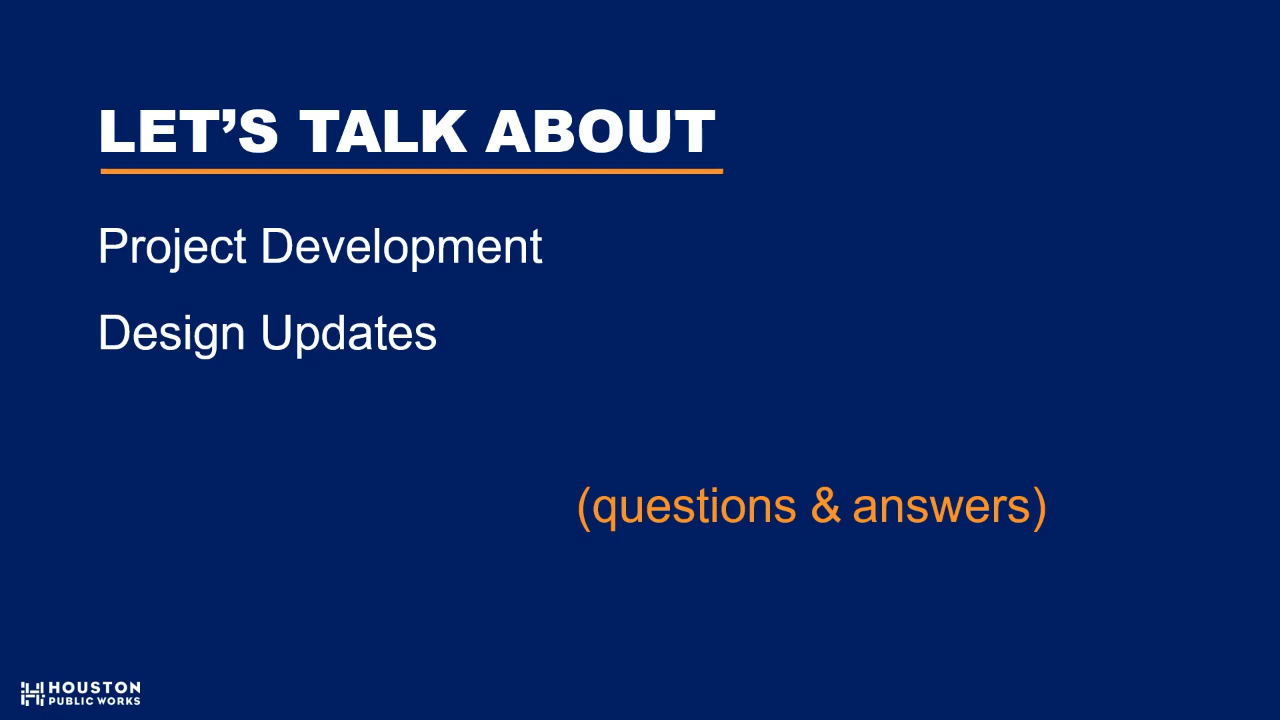 LET’S TALK ABOUT
Project Development
Design Updates
(questions & answers)
HOUSTON
PUBLIC WORKS